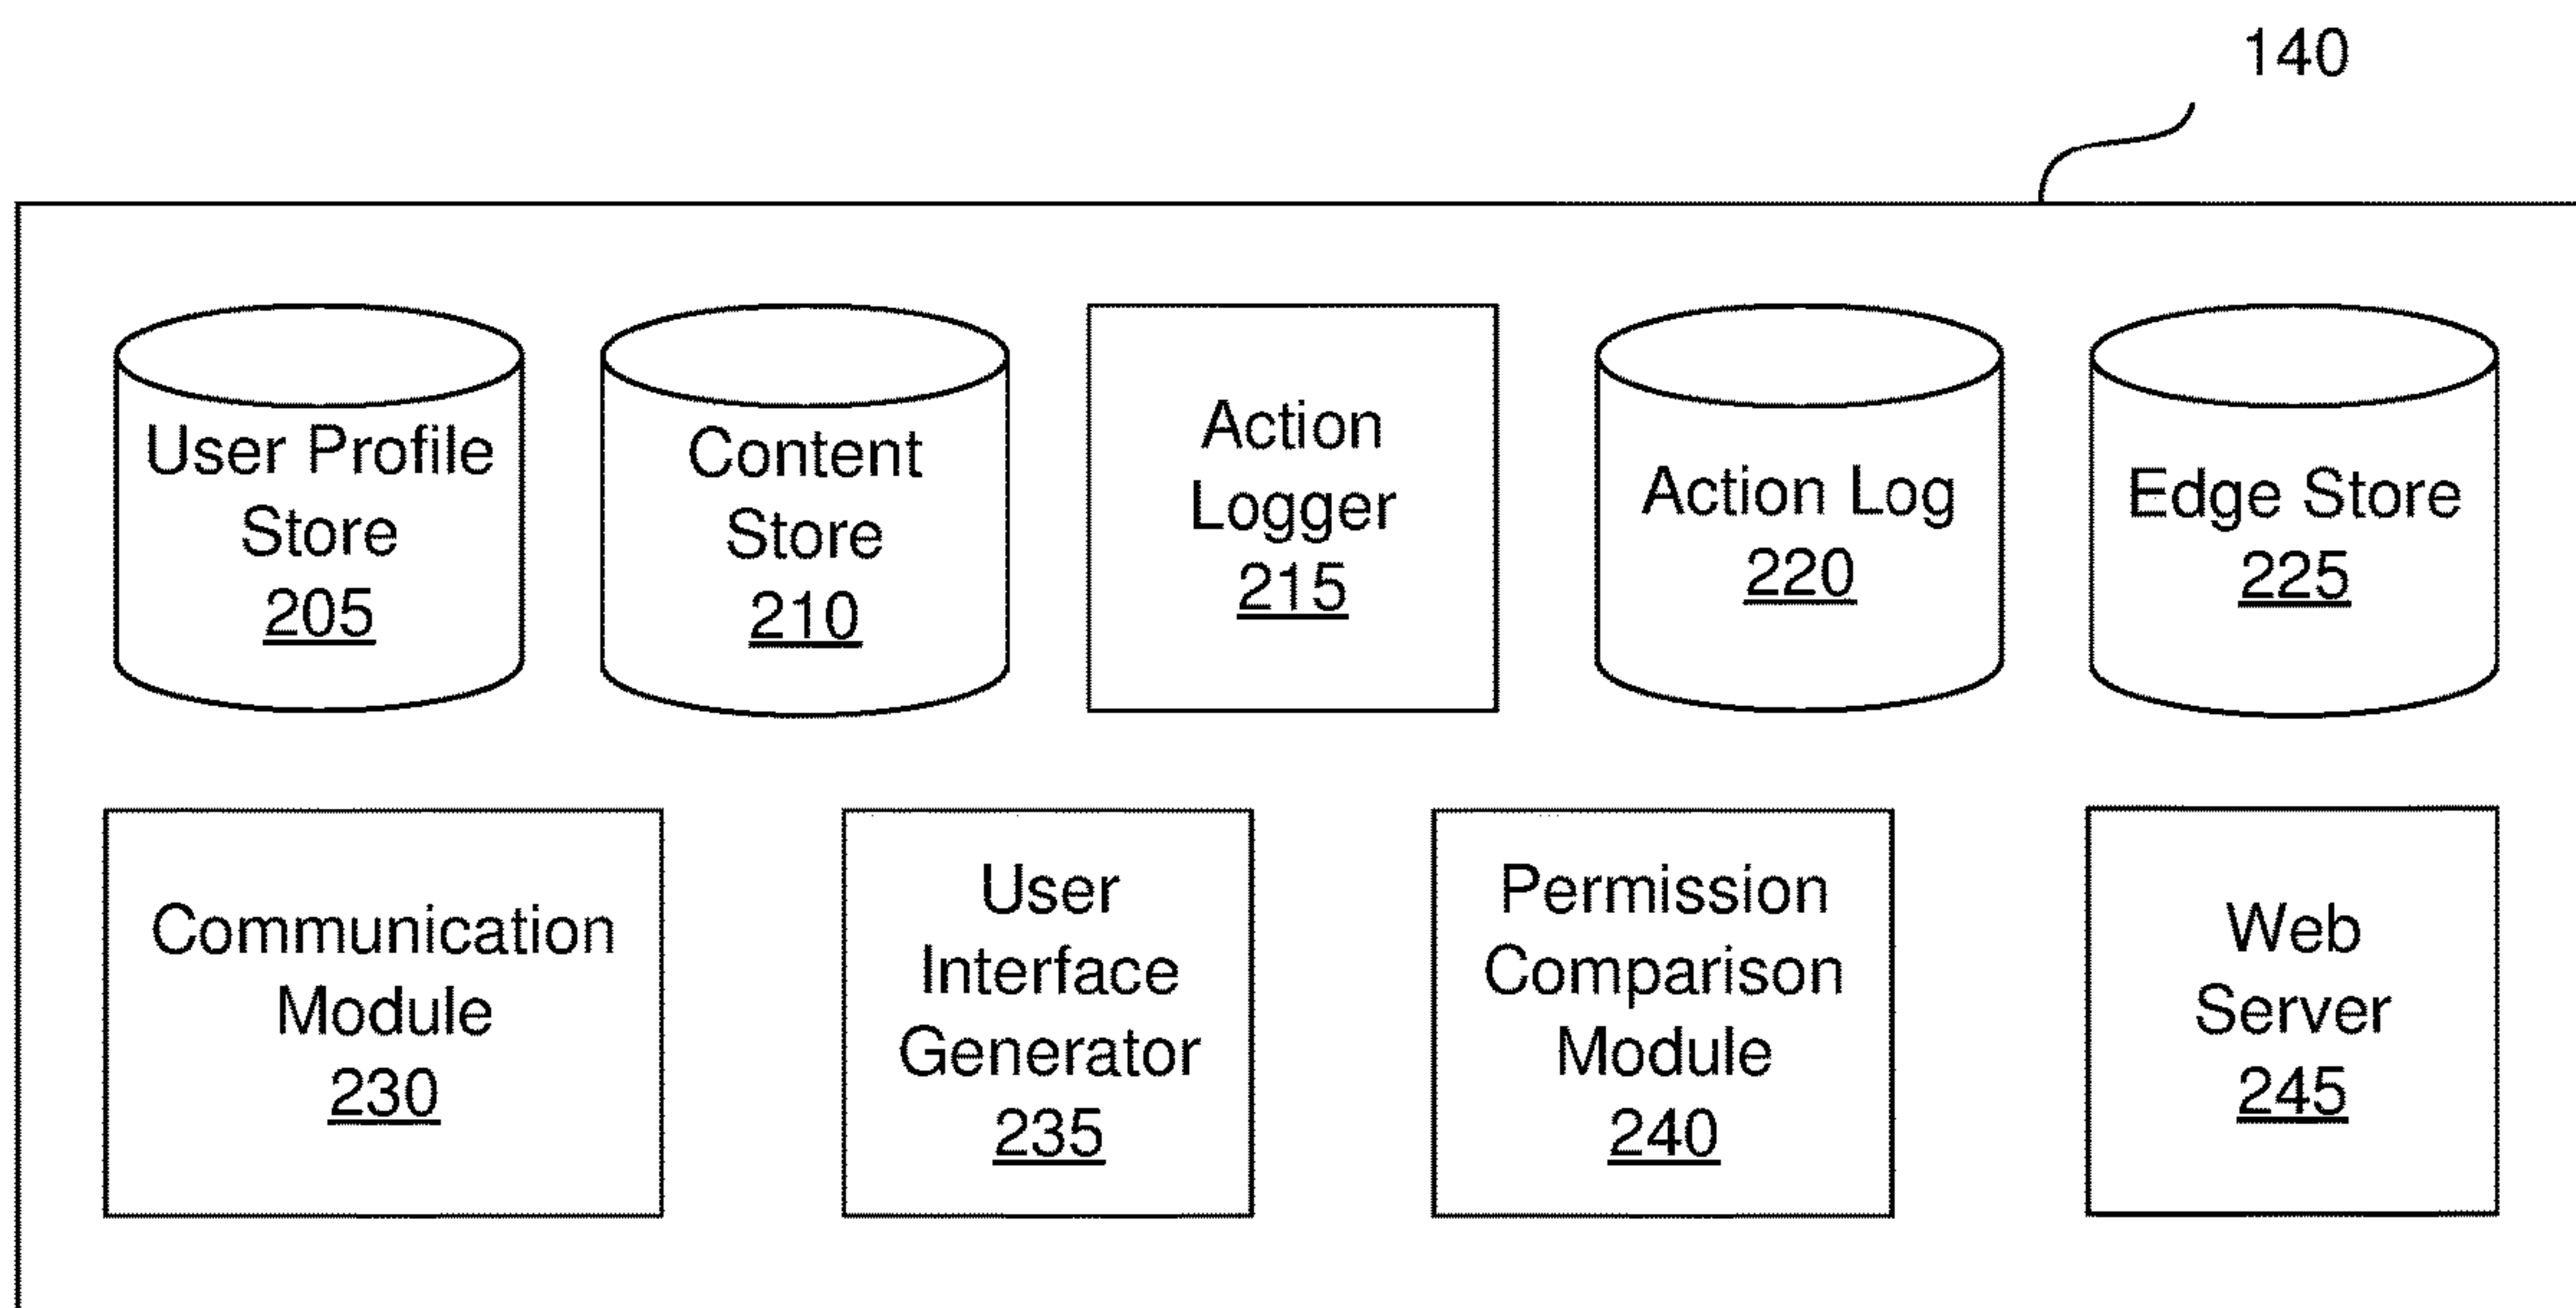 140
User Profile
Store
205
Content
Store
210
Action
Logger
215
Action Log
220
Edge Store
225
Communication
Module
230
User
Interface
Generator
235
Permission
Comparison
Module
240
Web
Server
245